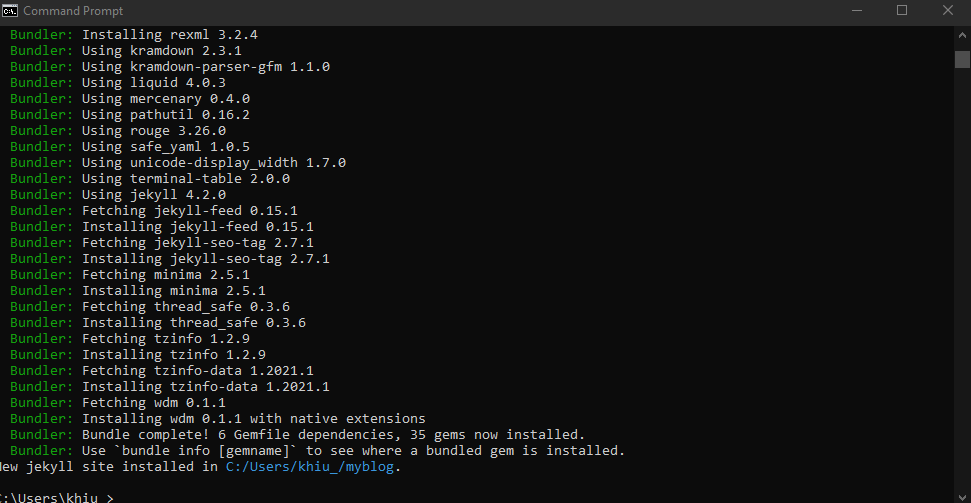 Command Prompt
Bundler: Installing rexml 3.2.4
Bundler: Using kramdown 2.3.1
Bundler: Using kramdown-parser-gfm 1.1.0
Bundler: Using liquid 4.0.3
Bundler: Using mercenary 0.4.0
Bundler: Using pathutil 0.16.2
Bundler: Using rouge 3.26.0
Bundler: Using safe_yaml 1.0.5
Bundler: Using unicode-display_width 1.7.0
Bundler: Using terminal-table 2.0.0
Bundler: Using jekyll 4.2.0
Bundler: Fetching jekyll-feed 0.15.1
Bundler: Installing jekyll-feed 0.15.1
Bundler: Fetching jekyll-seo-tag 2.7.1
Bundler: Installing jekyll-seo-tag 2.7.1
Bundler: Fetching minima 2.5.1
Bundler: Installing minima 2.5.1
Bundler: Fetching thread_safe 0.3.6
Bundler: Installing thread_safe 0.3.6
Bundler: Fetching tzinfo 1.2.9
Bundler: Installing tzinfo 1.2.9
Bundler: Fetching tzinfo-data 1.2021.1
Bundler: Installing tzinfo-data 1.2021.1
Bundler: Fetching wdm 0.1.1
Bundler: Installing wdm 0.1.1 with native extensions
Bundler: Bundle complete! 6 Gemfile dependencies, 35 gems now installed.
Bundler: Use `bundle info [gemname]` to see where a bundled gem is installed.
New jekyll site installed in C:/Users/khiu_/myblog.
C:\Users\khiu_>